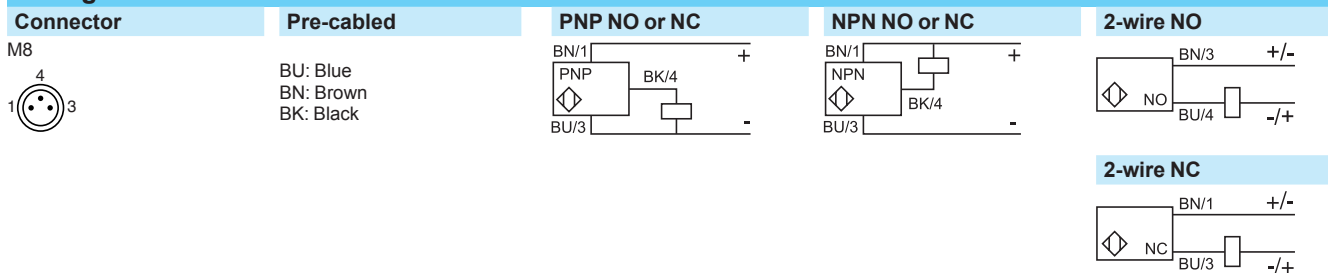 Connector
M8
4
1
3
Pre-cabled
BU: Blue
BN: Brown
BK: Black
PNP NO or NC
BN/1
+
PNP
BK/4
BU/3
-
NPN NO or NC
BN/1
+
NPN
BK/4
BU/3
-
2-wire NO
BN/3
+/-
NO
BU/4
-/+
2-wire NC
BN/1
+/-
NC
BU/3
-/+